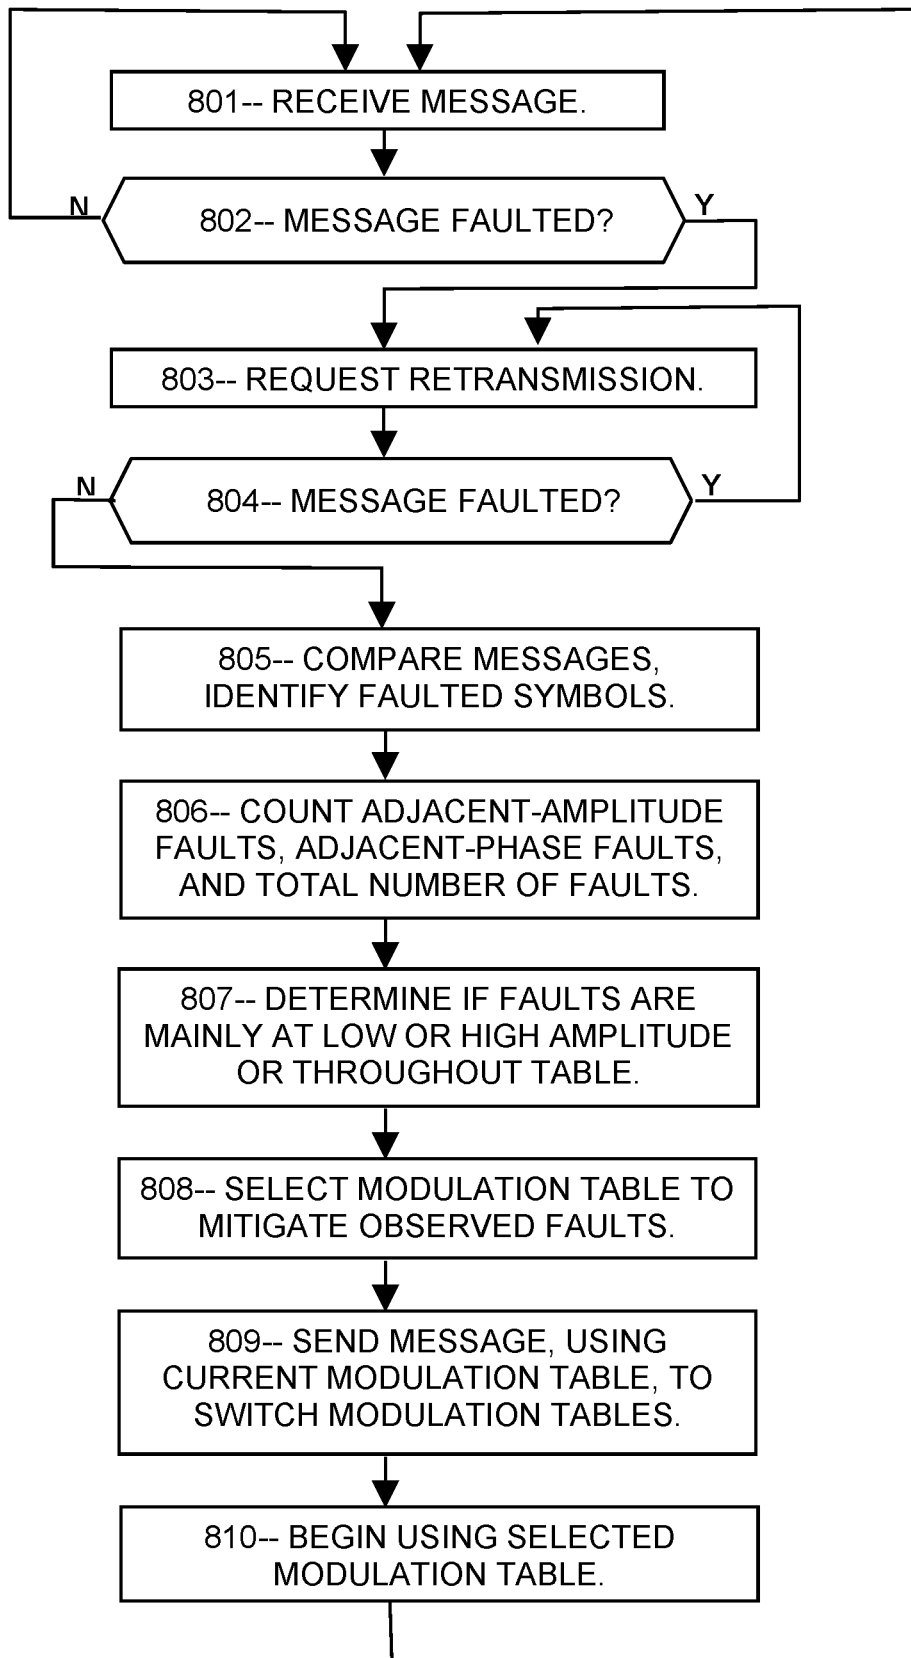 801-- RECEIVE MESSAGE.
N
Y
802-- MESSAGE FAULTED?
803-- REQUEST RETRANSMISSION.
N
Y
804-- MESSAGE FAULTED?
805-- COMPARE MESSAGES,
IDENTIFY FAULTED SYMBOLS.
806-- COUNT ADJACENT-AMPLITUDE
FAULTS, ADJACENT-PHASE FAULTS,
AND TOTAL NUMBER OF FAULTS.
807-- DETERMINE IF FAULTS ARE
MAINLY AT LOW OR HIGH AMPLITUDE
OR THROUGHOUT TABLE.
808-- SELECT MODULATION TABLE TO
MITIGATE OBSERVED FAULTS.
809-- SEND MESSAGE, USING
CURRENT MODULATION TABLE, TO
SWITCH MODULATION TABLES.
810-- BEGIN USING SELECTED
MODULATION TABLE.